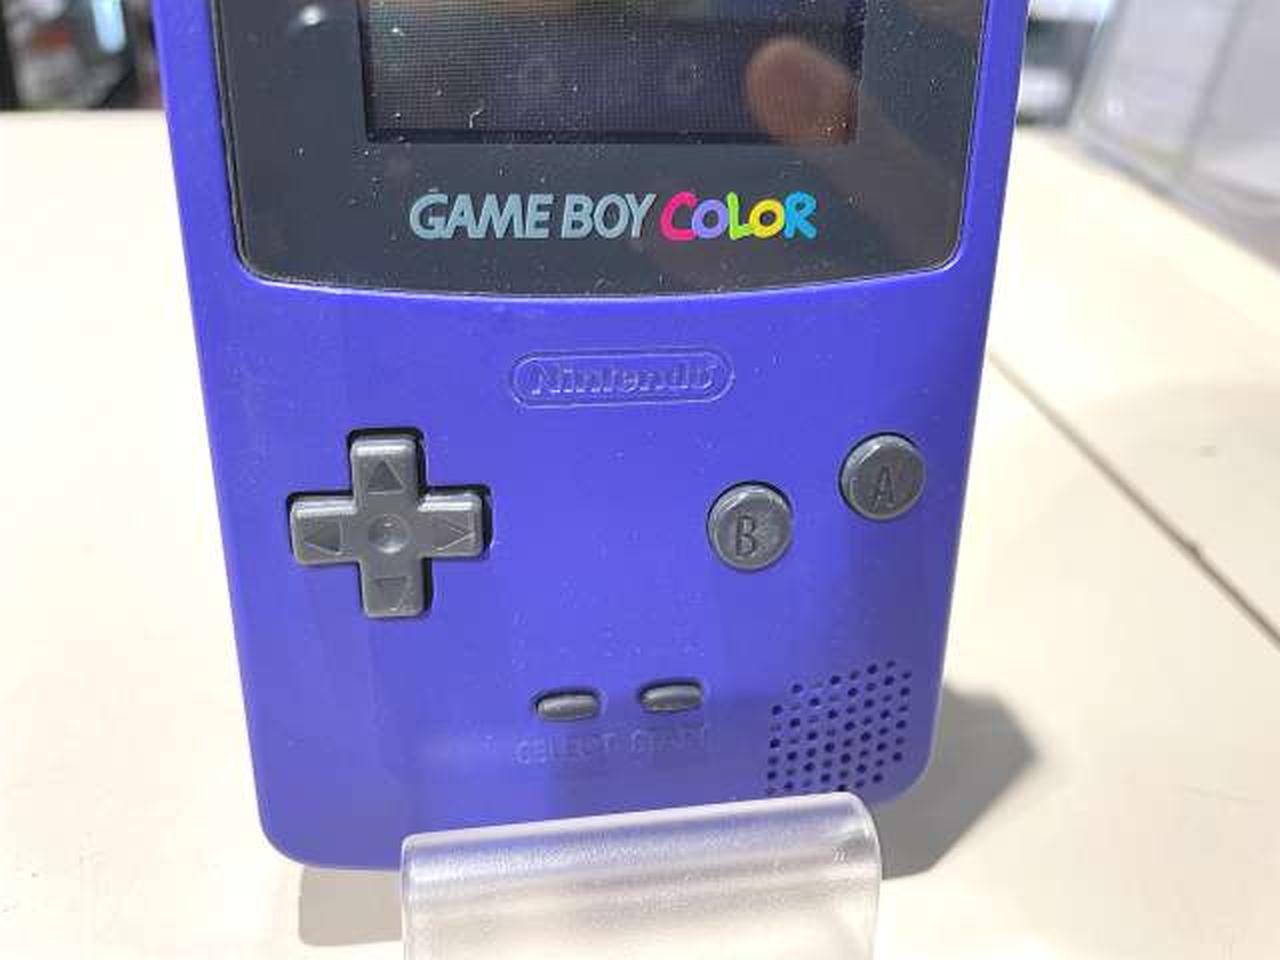 GAME BOY COLOR
Nintendo
A
B
SELECT START